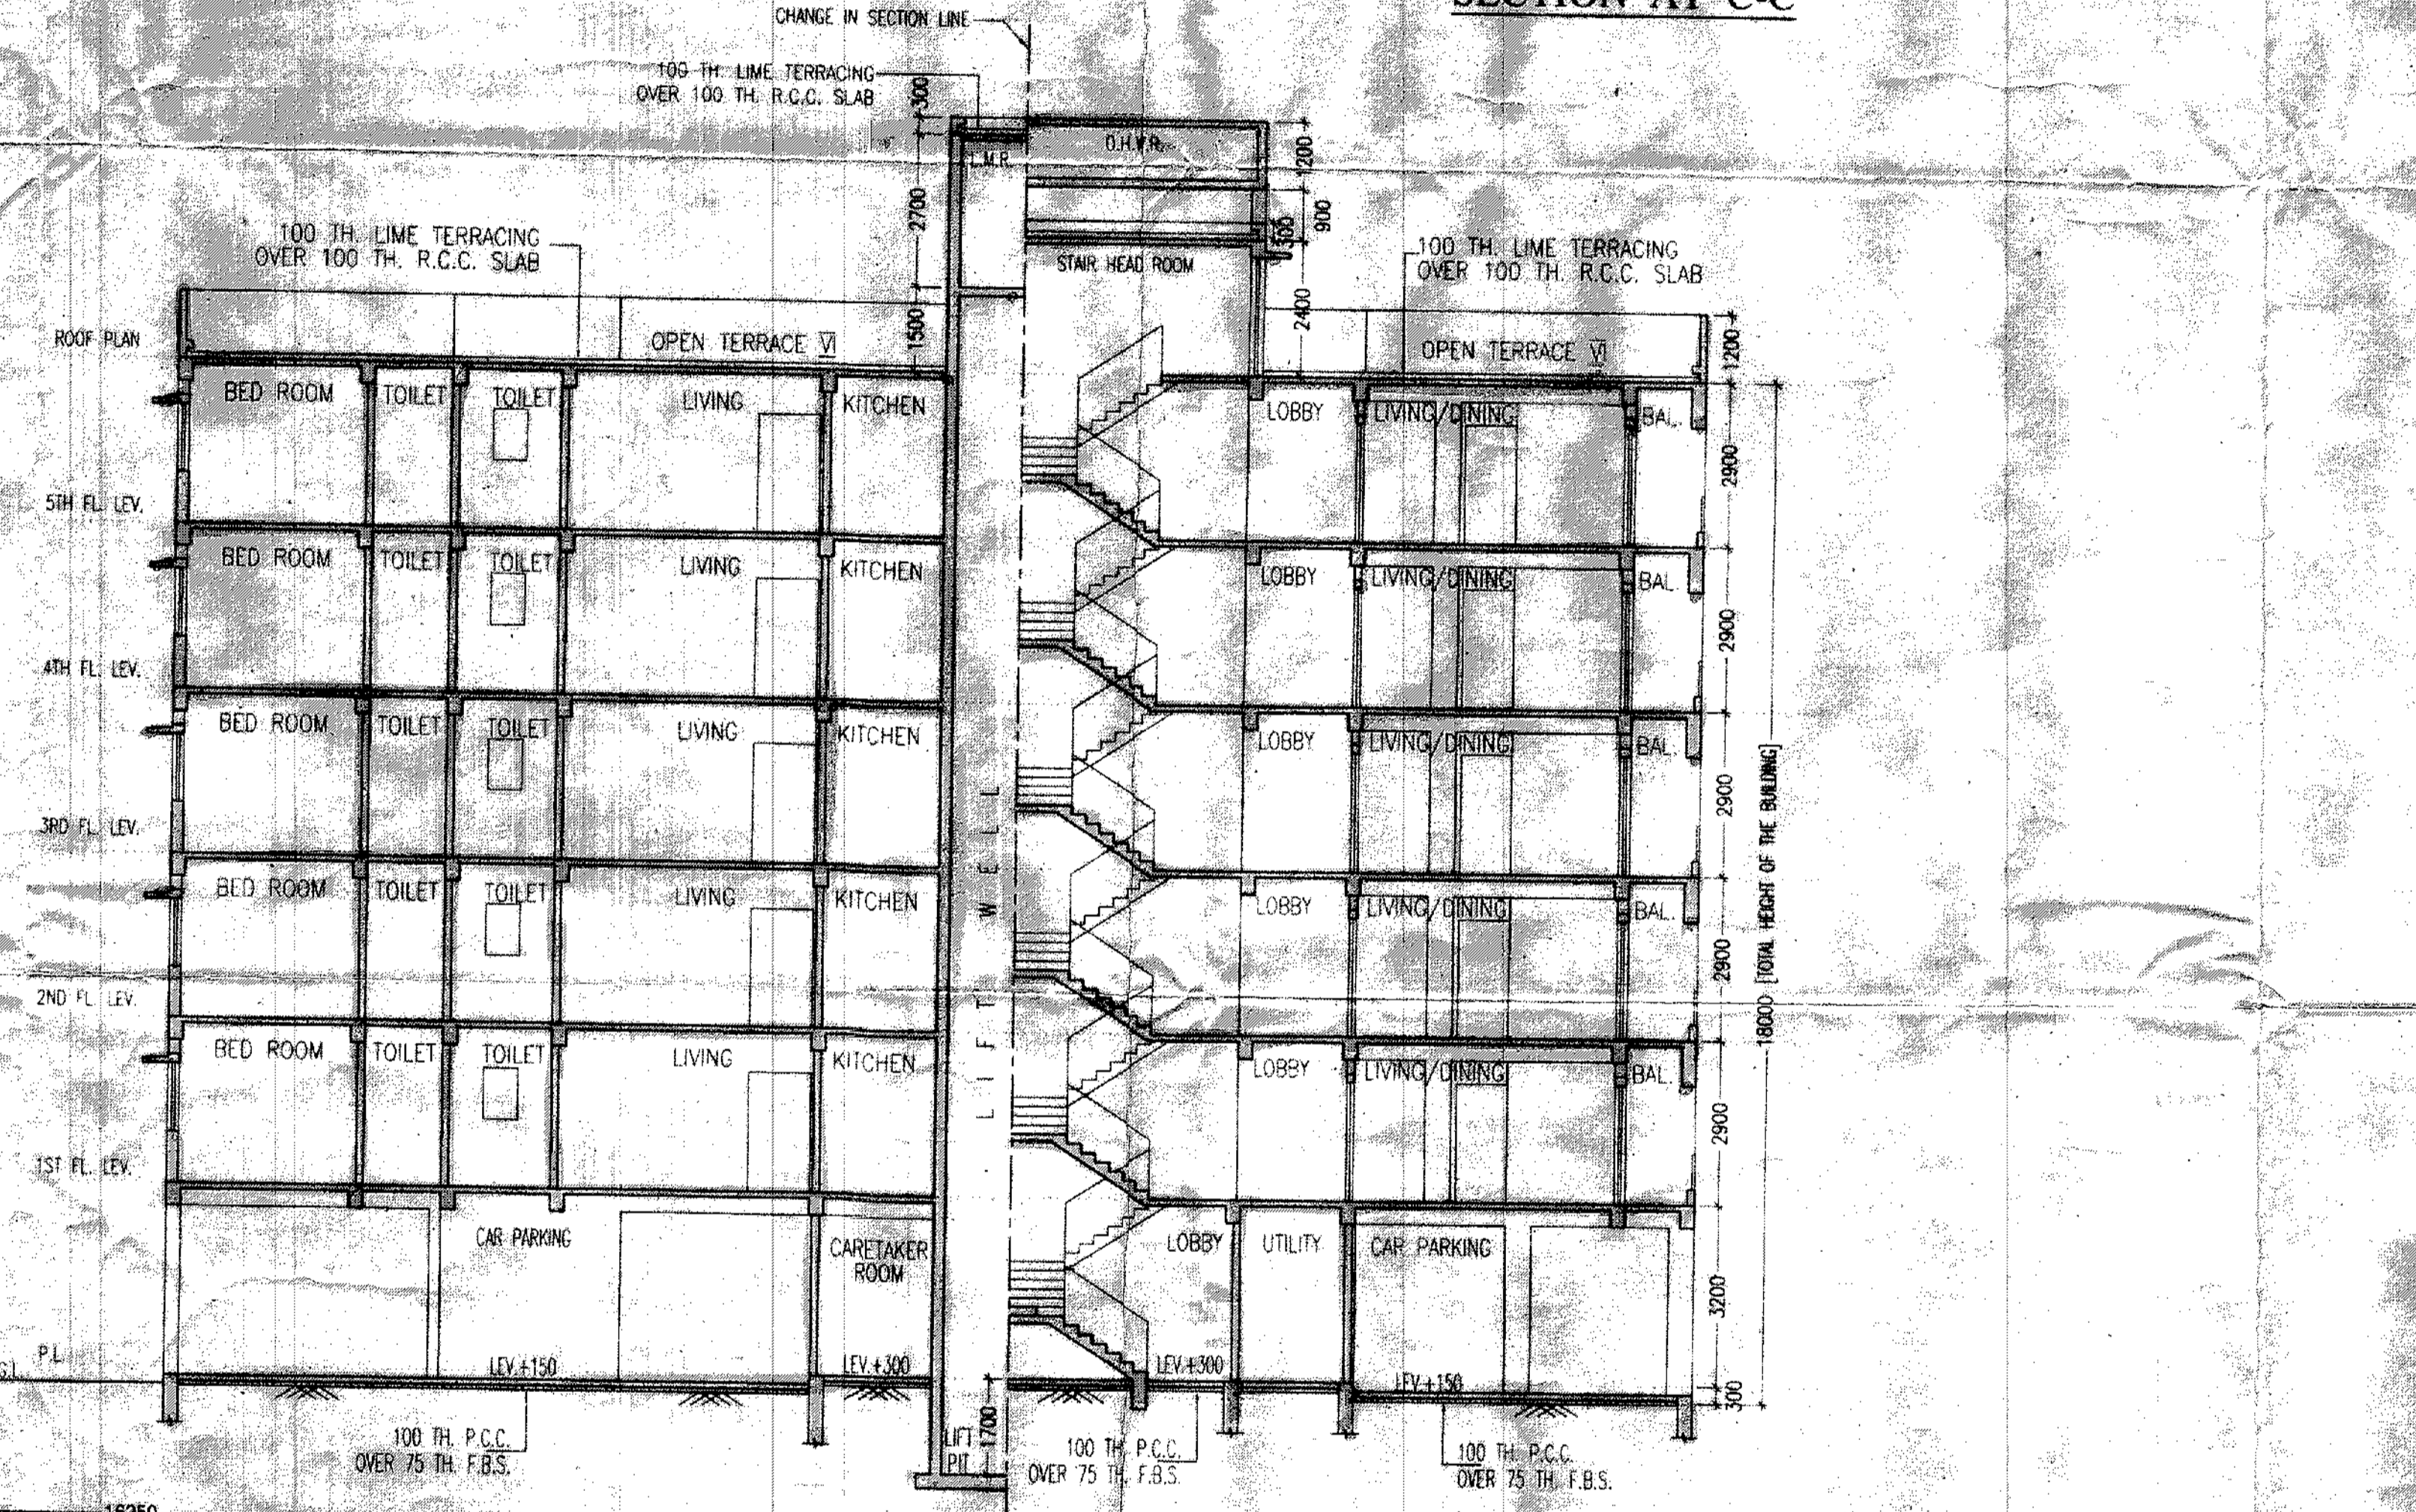 SECTION AT C-C
CHANGE IN SECTION LINE
100 TH. LIME TERRACING
OVER 100 TH. R.C.C. SLAB
300
O.H.W.R.
L.M.R.
1200
2700
900
300
100 TH. LIME TERRACING
OVER 100 TH. R.C.C. SLAB
STAIR HEAD ROOM
100 TH. LIME TERRACING
OVER 100 TH. R.C.C. SLAB
ROOF PLAN
OPEN TERRACE VI
1500
2400
OPEN TERRACE VI
1200
BED ROOM
TOILET
TOILET
LIVING
KITCHEN
LOBBY
LIVING/DINING
BAL.
2900
5TH FL. LEV.
BED ROOM
TOILET
TOILET
LIVING
KITCHEN
LOBBY
LIVING/DINING
BAL.
2900
4TH FL. LEV.
BED ROOM
TOILET
TOILET
LIVING
KITCHEN
LOBBY
LIVING/DINING
BAL.
2900
3RD FL. LEV.
BED ROOM
TOILET
TOILET
LIVING
KITCHEN
LOBBY
LIVING/DINING
BAL.
2900
2ND FL. LEV.
BED ROOM
TOILET
TOILET
LIVING
KITCHEN
LIFT WELL
LOBBY
LIVING/DINING
BAL.
2900
18000 [TOTAL HEIGHT OF THE BUILDING]
1ST FL. LEV.
CAR PARKING
CARETAKER
ROOM
LOBBY
UTILITY
CAR PARKING
3200
P.L.
G.L.
LEV.+150
LEV.+300
LEV.+300
LEV.+150
300
100 TH. P.C.C.
OVER 75 TH. F.B.S.
LIFT
PIT
1700
100 TH. P.C.C.
OVER 75 TH. F.B.S.
100 TH. P.C.C.
OVER 75 TH. F.B.S.
16250